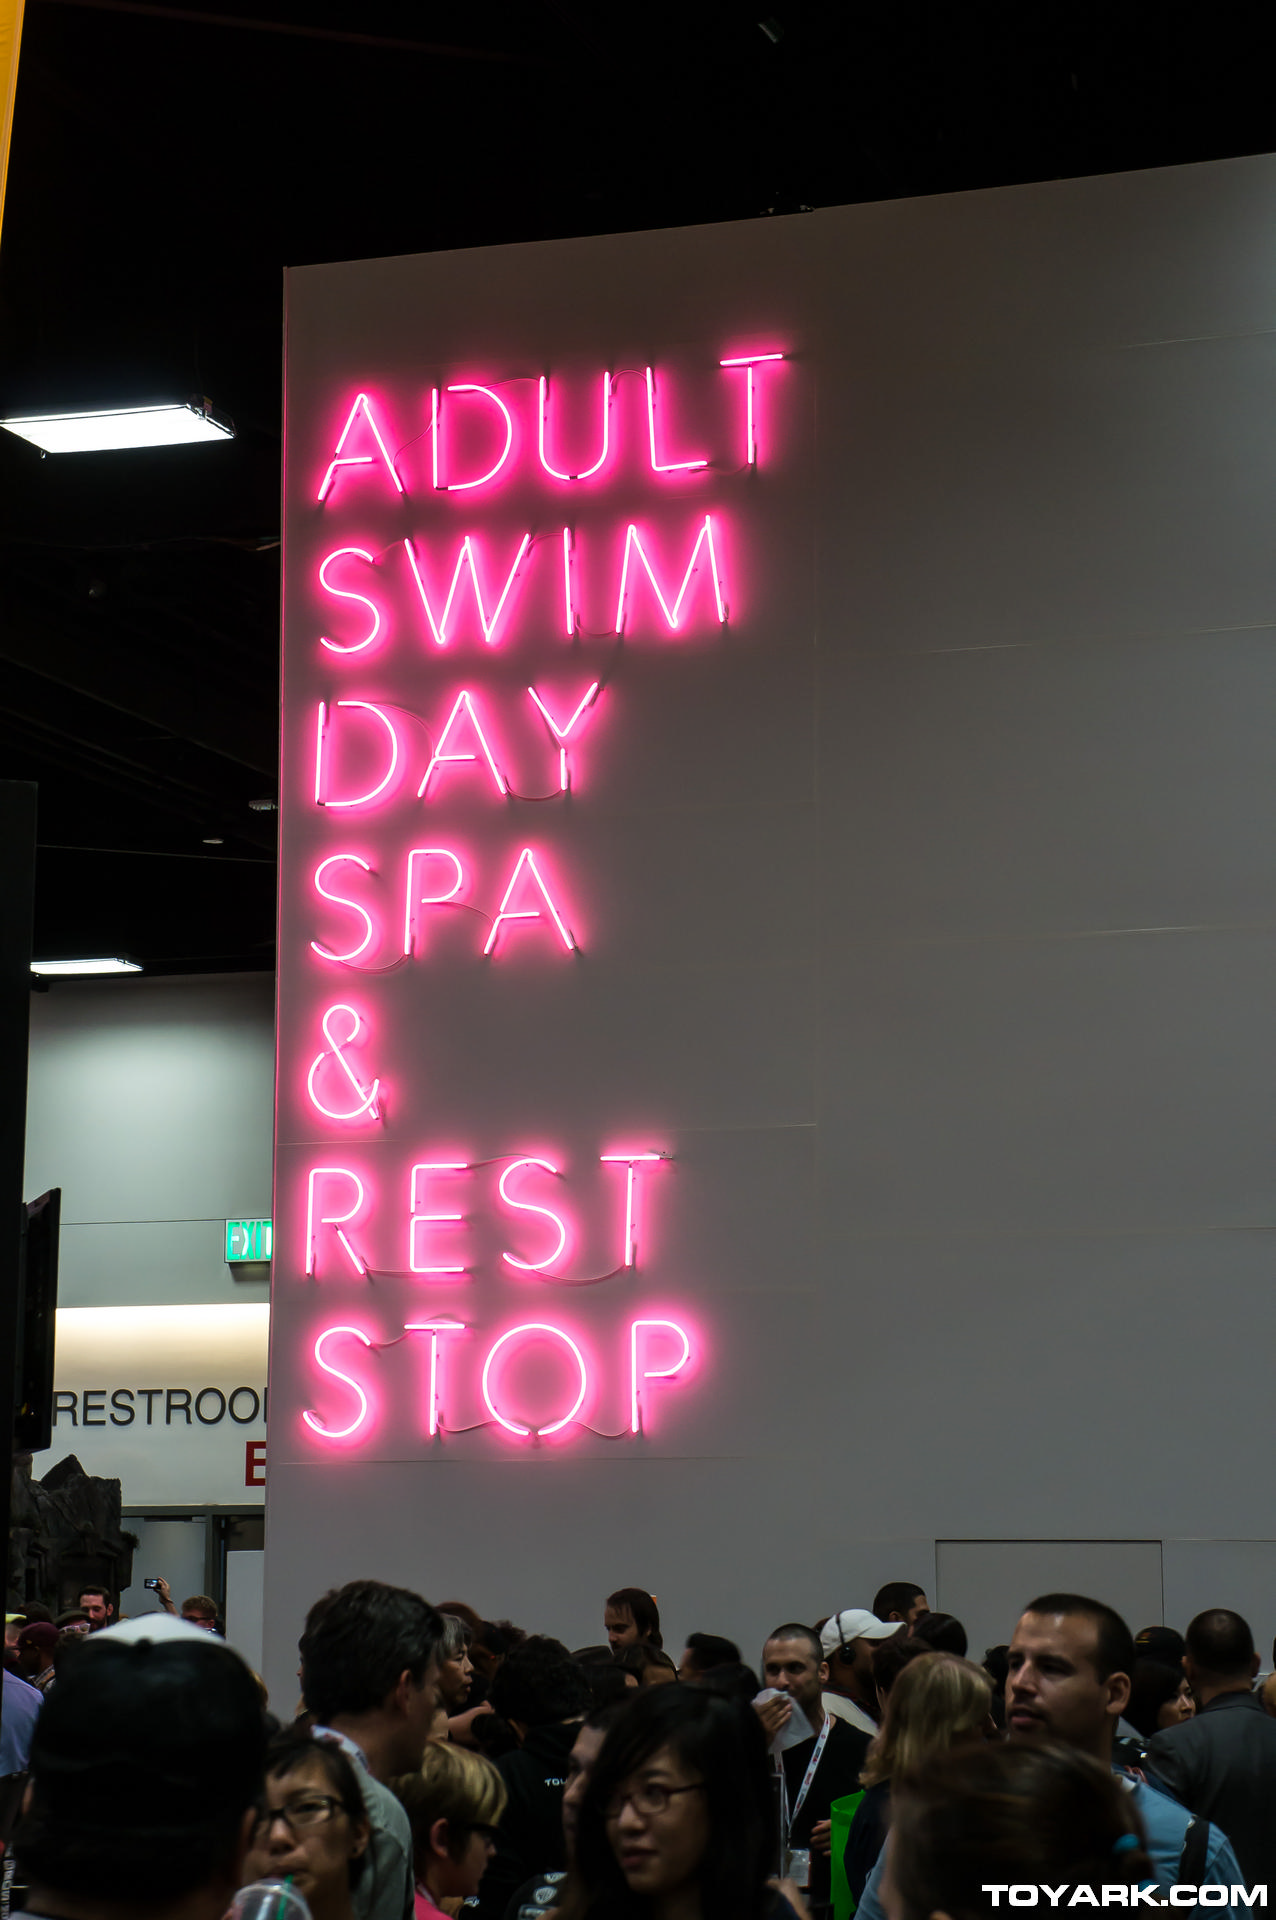 ADULT
SWIM
DAY
SPA
&
REST
STOP
EXIT
RESTROO
E
TOYARK.COM